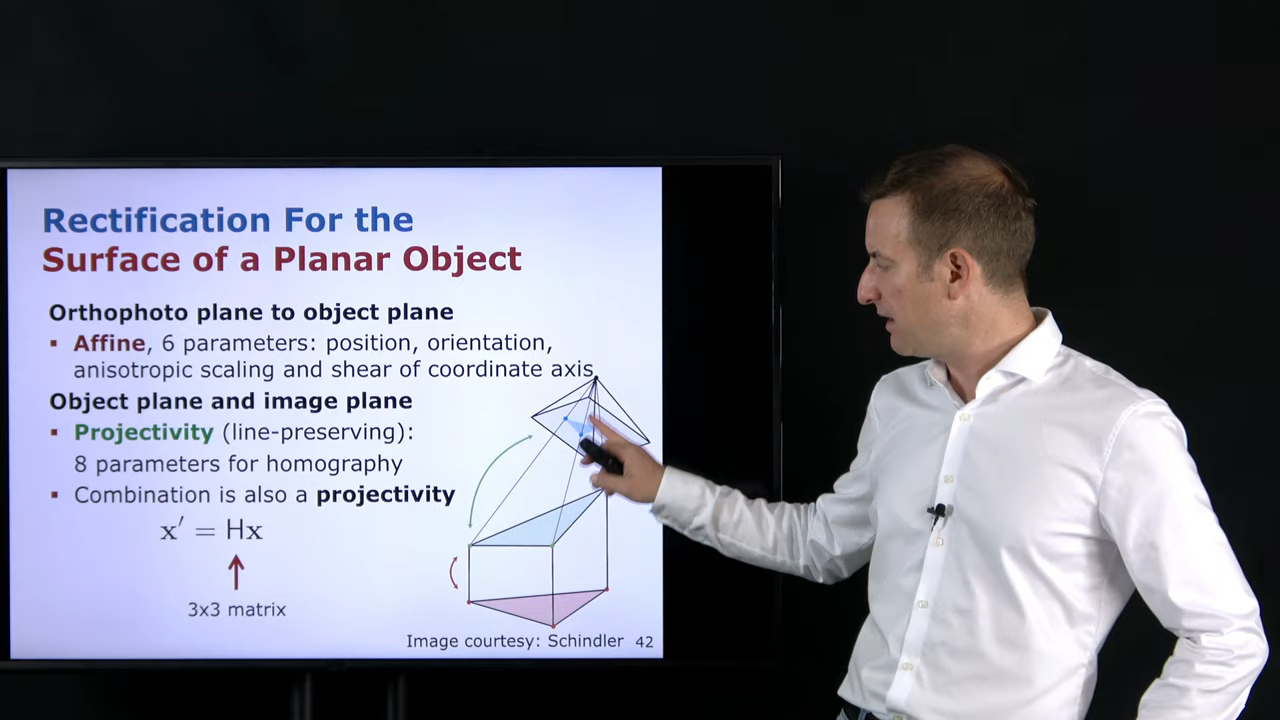 Rectification For the
Surface of a Planar Object
Orthophoto plane to object plane
▪ Affine, 6 parameters: position, orientation,
anisotropic scaling and shear of coordinate axis
Object plane and image plane
▪ Projectivity (line-preserving):
8 parameters for homography
▪ Combination is also a projectivity
x′ = Hx
3x3 matrix
Image courtesy: Schindler 42